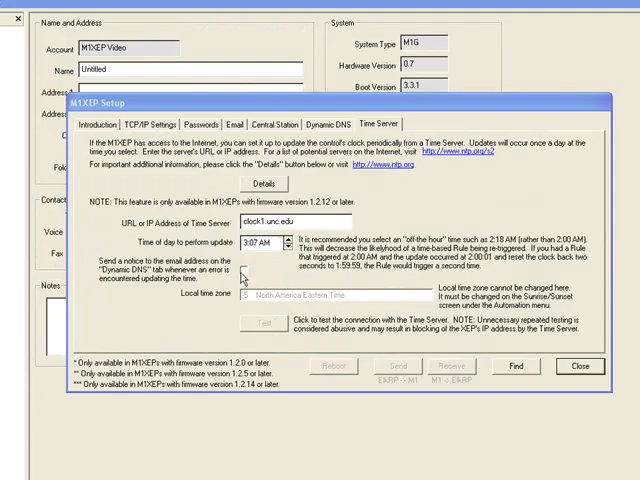 Name and Address
System
Account M1XEP Video
System Type M1G
Name Untitled
Hardware Version 0.7
Address 1
Boot Version 3.3.1
M1XEP Setup
Introduction TCP/IP Settings Passwords Email Central Station Dynamic DNS Time Server
If the M1XEP has access to the Internet, you can set it up to update the control's clock periodically from a Time Server. Updates will occur once a day at
the time you select. Enter the server's URL or IP address. For a list of potential servers on the Internet, visit http://www.ntp.org/s2
For important additional information, please click the "Details" button below or visit http://www.ntp.org
Details
NOTE: This feature is only available in M1XEPs with firmware version 1.2.12 or later.
URL or IP Address of Time Server clock1.unc.edu
Time of day to perform update 3:07 AM
It is recommended you select an "off-the hour" time such as 2:18 AM (rather than 2:00 AM).
This will decrease the likelyhood of a time-based Rule being re-triggered. If you had a Rule
that triggered at 2:00 AM and the update occurred at 2:00:01 and reset the clock back two
seconds to 1:59:59, the Rule would trigger a second time.
Send a notice to the email address on the
"Dynamic DNS" tab whenever an error is
encountered updating the time.
Local time zone -5 North America Eastern Time
Local time zone cannot be changed here.
It must be changed on the Sunrise/Sunset
screen under the Automation menu.
Test
Click to test the connection with the Time Server. NOTE: Unnecessary repeated testing is
considered abusive and may result in blocking of the XEP's IP address by the Time Server.
* Only available in M1XEPs with firmware version 1.2.0 or later.
** Only available in M1XEPs with firmware version 1.2.5 or later.
*** Only available in M1XEPs with firmware version 1.2.14 or later.
Reboot Send Receive Find Close
ElkRP -> M1 M1 -> ElkRP
Addres
C
Fol
Contact
Voice
Fax
Notes